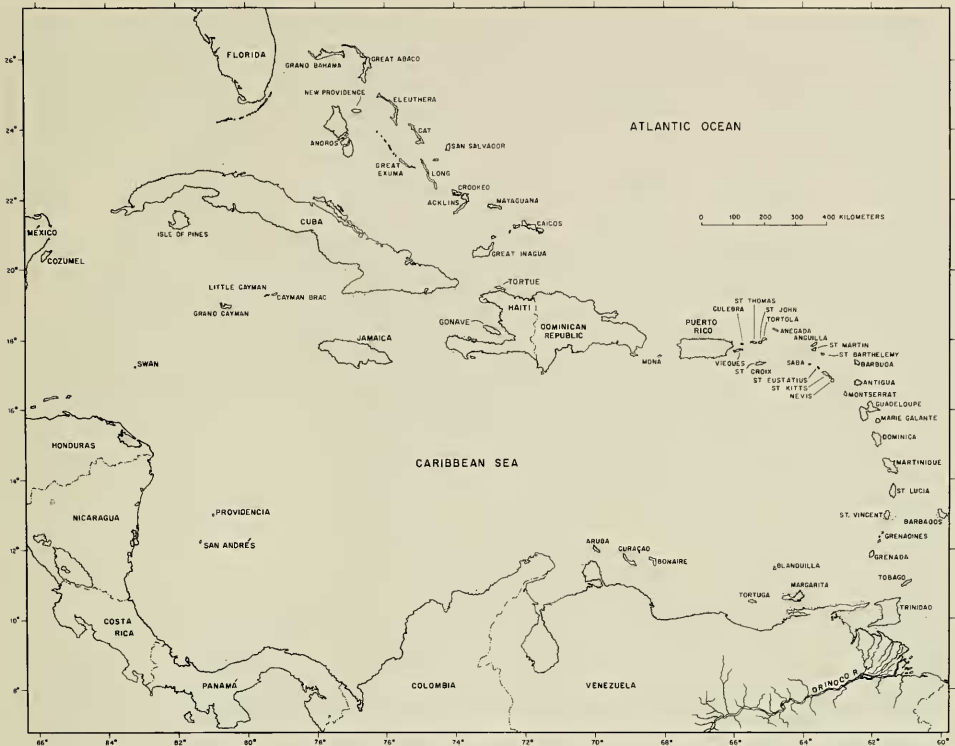 FLORIDA
GRAND BAHAMA
GREAT ABACO
NEW PROVIDENCE
ELEUTHERA
ANDROS
CAT
SAN SALVADOR
GREAT
EXUMA
LONG
CROOKED
ACKLINS
MAYAGUANA
CAICOS
GREAT INAGUA
ATLANTIC OCEAN
0 100 200 400 KILOMETERS
MÉXICO
COZUMEL
ISLE OF PINES
CUBA
LITTLE CAYMAN
CAYMAN BRAC
GRAND CAYMAN
TORTUE
HAITI
GONAVE
DOMINICAN
REPUBLIC
JAMAICA
MONA
PUERTO
RICO
CULEBRA
ST THOMAS
ST JOHN
TORTOLA
ANEGADA
ANGUILLA
ST MARTIN
ST BARTHELEMY
VIEQUES
ST CROIX
SABA
BARBUDA
ST EUSTATIUS
ST KITTS
NEVIS
ANTIGUA
MONTSERRAT
GUADELOUPE
MARIE GALANTE
DOMINICA
MARTINIQUE
ST LUCIA
ST. VINCENT
BARBADOS
GRENADINES
GRENADA
TOBAGO
TRINIDAD
SWAN
HONDURAS
NICARAGUA
PROVIDENCIA
SAN ANDRÉS
CARIBBEAN SEA
ARUBA
CURAÇAO
BONAIRE
BLANQUILLA
TORTUGA
MARGARITA
COSTA
RICA
PANAMÁ
COLOMBIA
VENEZUELA
ORINOCO R.
26°
24°
22°
20°
18°
16°
14°
12°
10°
8°
86° 84° 82° 80° 78° 76° 74° 72° 70° 68° 66° 64° 62° 60°